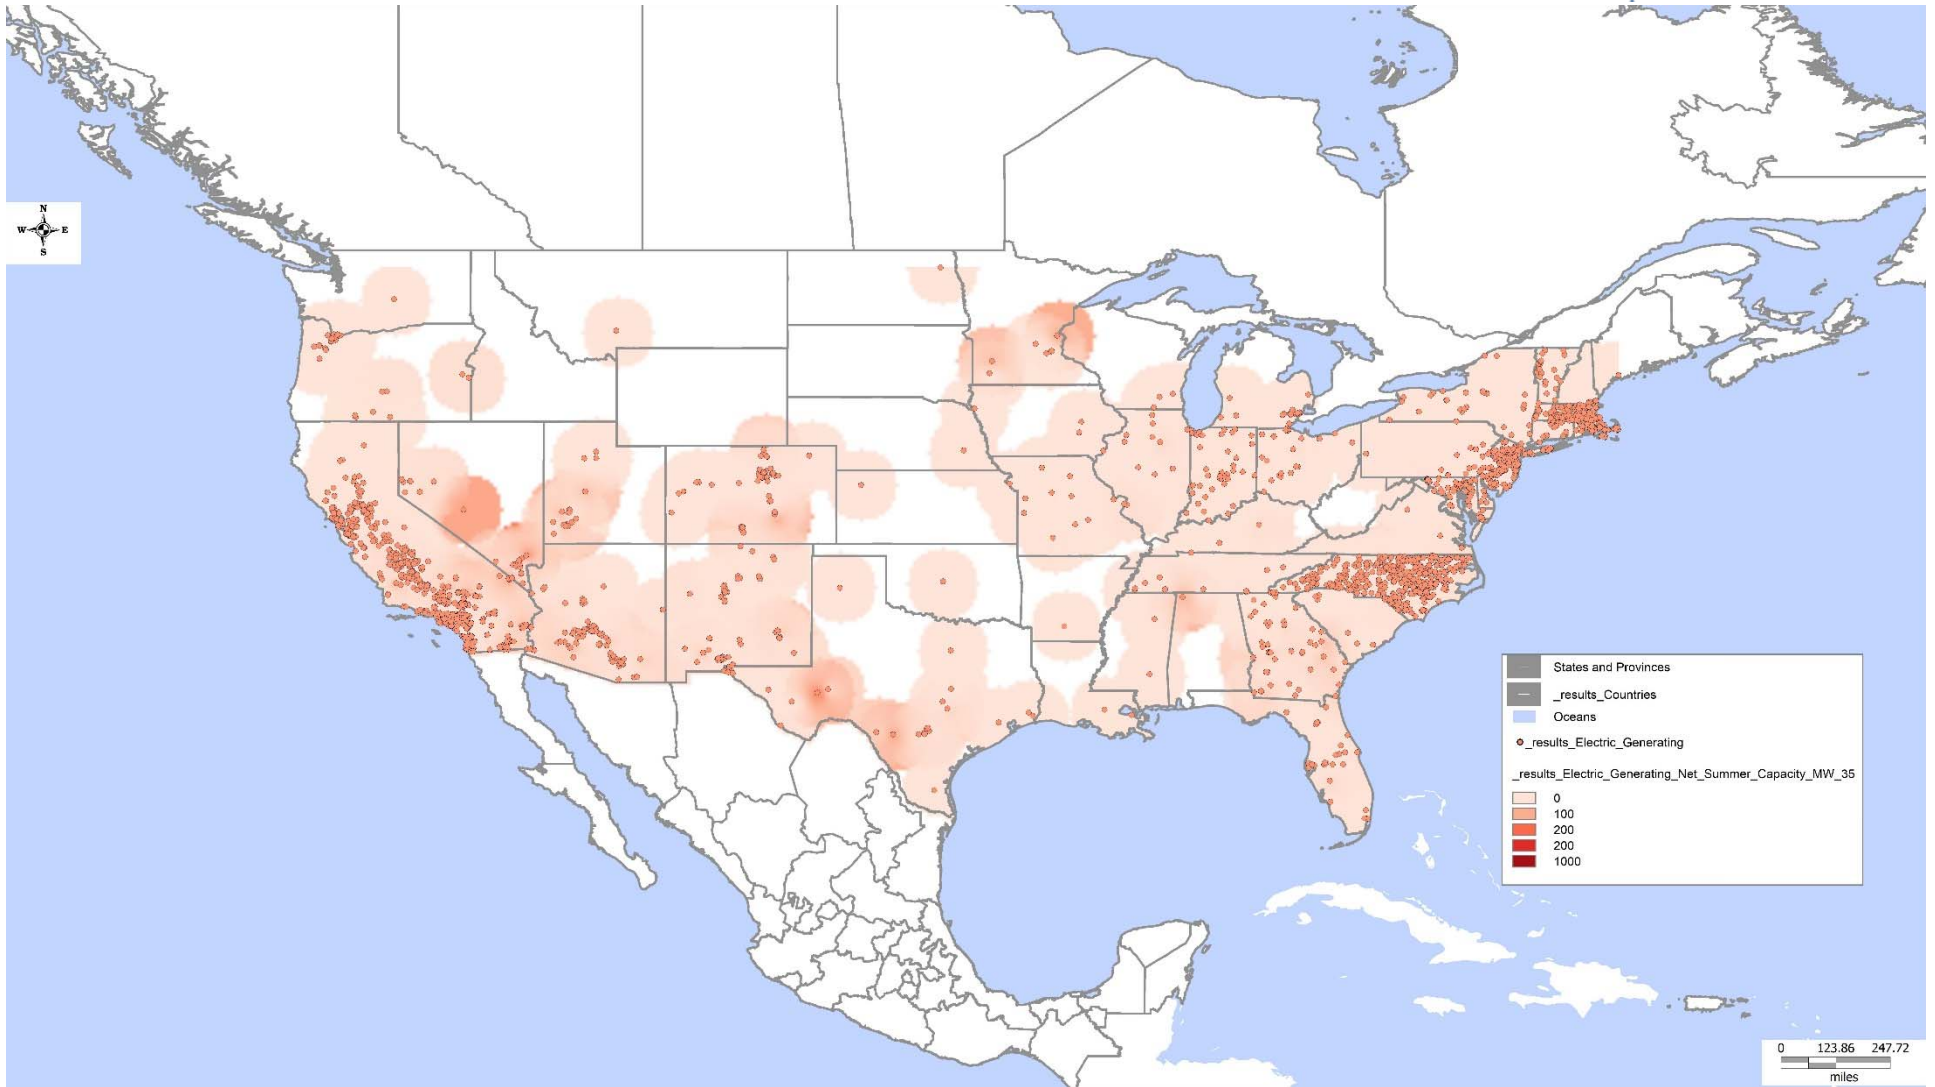 N
W E
S
States and Provinces
_results_Countries
Oceans
_results_Electric_Generating
_results_Electric_Generating_Net_Summer_Capacity_MW_35
0
100
200
200
1000
0 123.86 247.72
miles